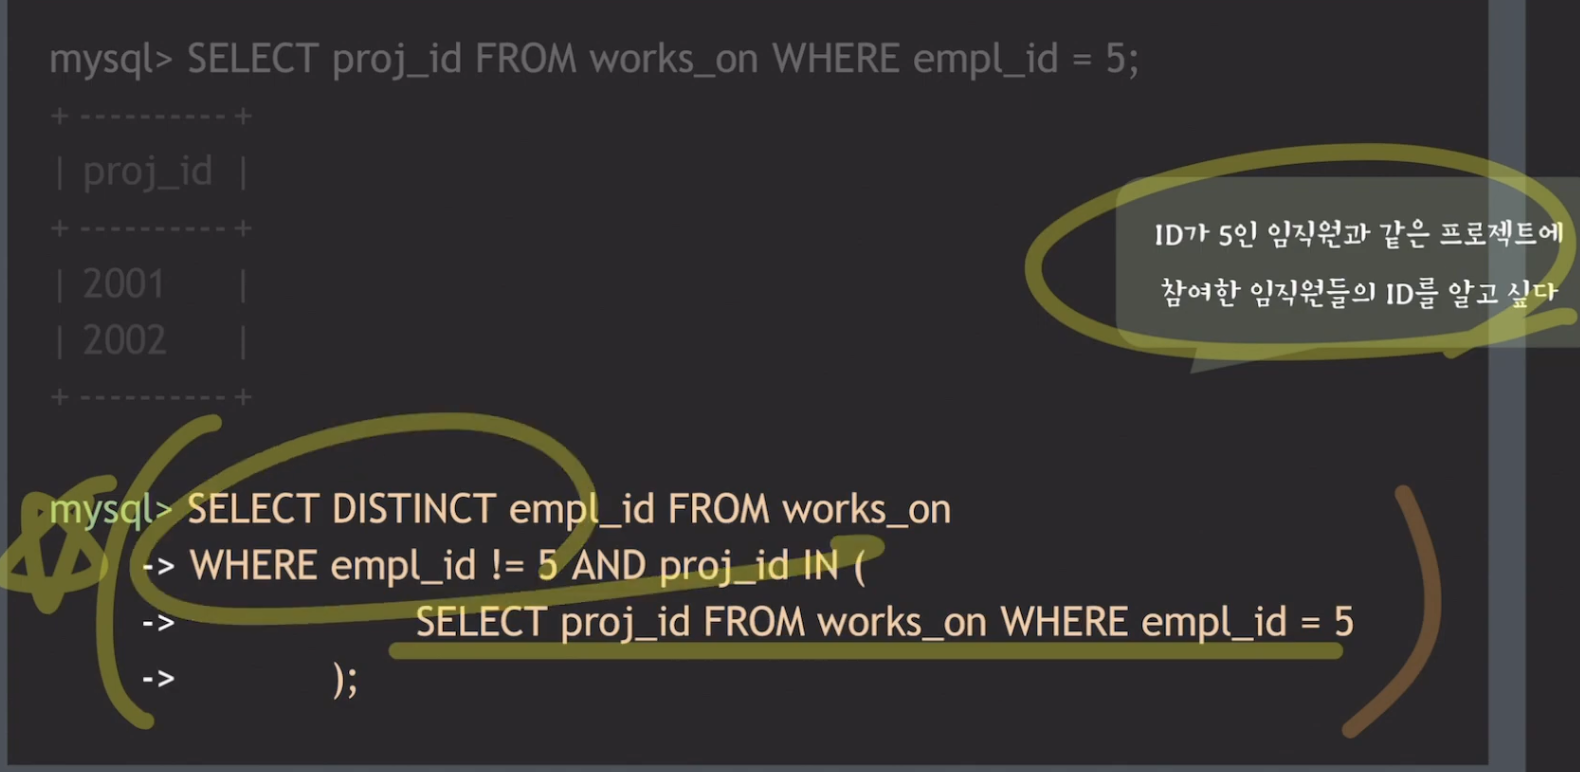 mysql> SELECT proj_id FROM works_on WHERE empl_id = 5;
+ ---------- +
| proj_id |
+ ---------- +
| 2001 |
| 2002 |
+ ---------- +
ID가 5인 임직원과 같은 프로젝트에
참여한 임직원들의 ID를 알고 싶다
mysql> SELECT DISTINCT empl_id FROM works_on
-> WHERE empl_id != 5 AND proj_id IN (
-> SELECT proj_id FROM works_on WHERE empl_id = 5
-> );